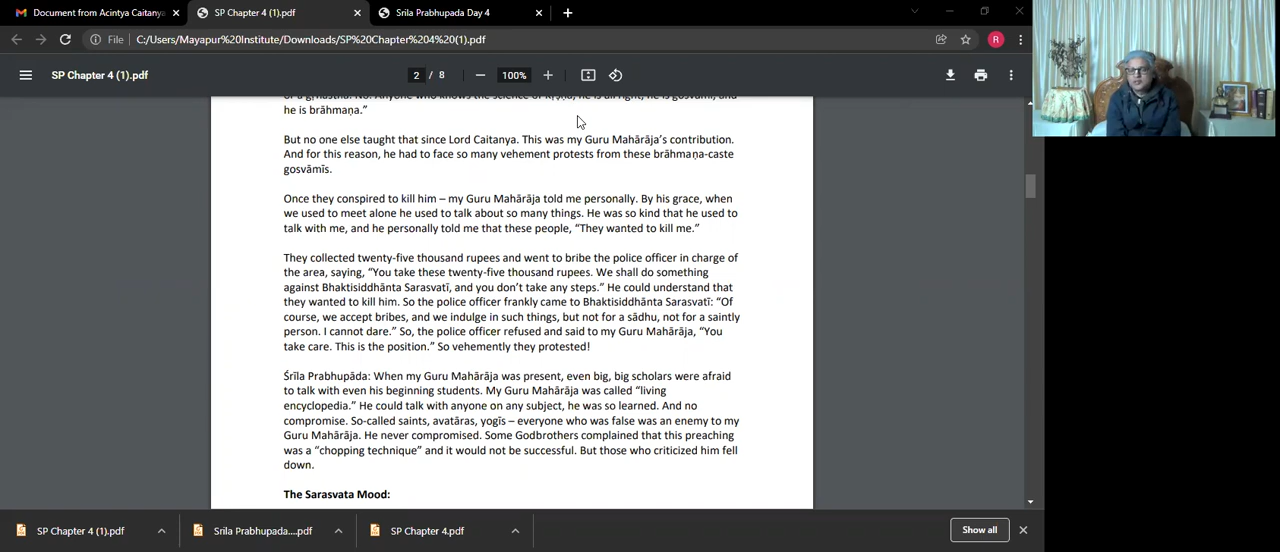 Document from Acintya Caitanya
SP Chapter 4 (1).pdf
Srila Prabhupada Day 4
File
C:/Users/Mayapur%20Institute/Downloads/SP%20Chapter%204%20(1).pdf
R
SP Chapter 4 (1).pdf
2 / 8
100%
he is brāhmaṇa.”
But no one else taught that since Lord Caitanya. This was my Guru Mahārāja’s contribution.
And for this reason, he had to face so many vehement protests from these brāhmaṇa-caste
gosvāmīs.
Once they conspired to kill him – my Guru Mahārāja told me personally. By his grace, when
we used to meet alone he used to talk about so many things. He was so kind that he used to
talk with me, and he personally told me that these people, “They wanted to kill me.”
They collected twenty-five thousand rupees and went to bribe the police officer in charge of
the area, saying, “You take these twenty-five thousand rupees. We shall do something
against Bhaktisiddhānta Sarasvatī, and you don’t take any steps.” He could understand that
they wanted to kill him. So the police officer frankly came to Bhaktisiddhānta Sarasvatī: “Of
course, we accept bribes, and we indulge in such things, but not for a sādhu, not for a saintly
person. I cannot dare.” So, the police officer refused and said to my Guru Mahārāja, “You
take care. This is the position.” So vehemently they protested!
Śrīla Prabhupāda: When my Guru Mahārāja was present, even big, big scholars were afraid
to talk with even his beginning students. My Guru Mahārāja was called “living
encyclopedia.” He could talk with anyone on any subject, he was so learned. And no
compromise. So-called saints, avatāras, yogīs – everyone who was false was an enemy to my
Guru Mahārāja. He never compromised. Some Godbrothers complained that this preaching
was a “chopping technique” and it would not be successful. But those who criticized him fell
down.
The Sarasvata Mood:
SP Chapter 4 (1).pdf
Srila Prabhupada....pdf
SP Chapter 4.pdf
Show all